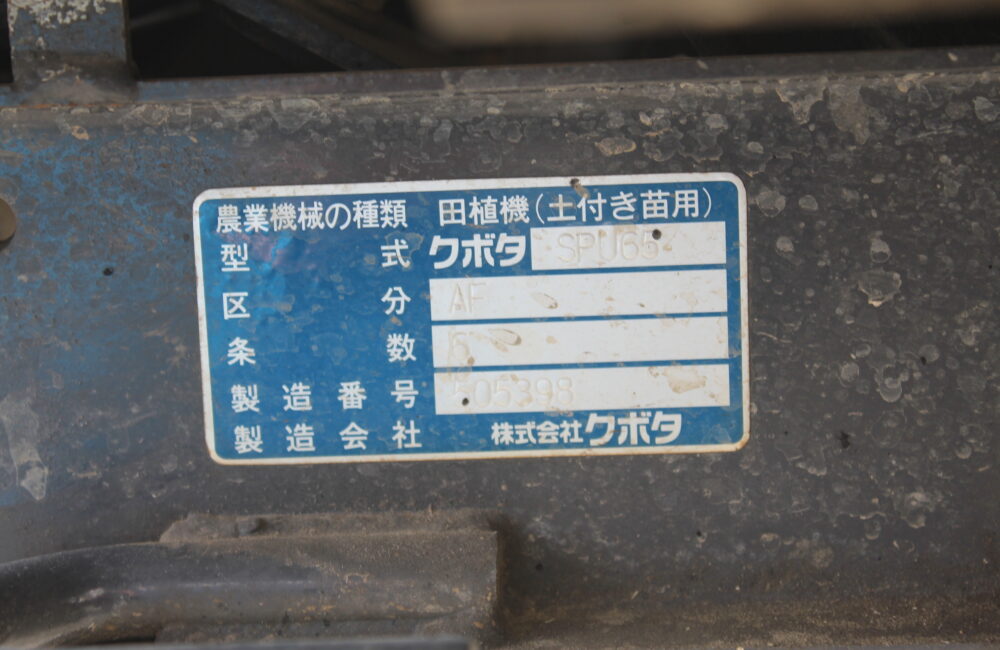 農業機械の種類 田植機(土付き苗用)
型式 クボタ SPU65
区分 AF
条数 6
製造番号 505398
製造会社 株式会社クボタ